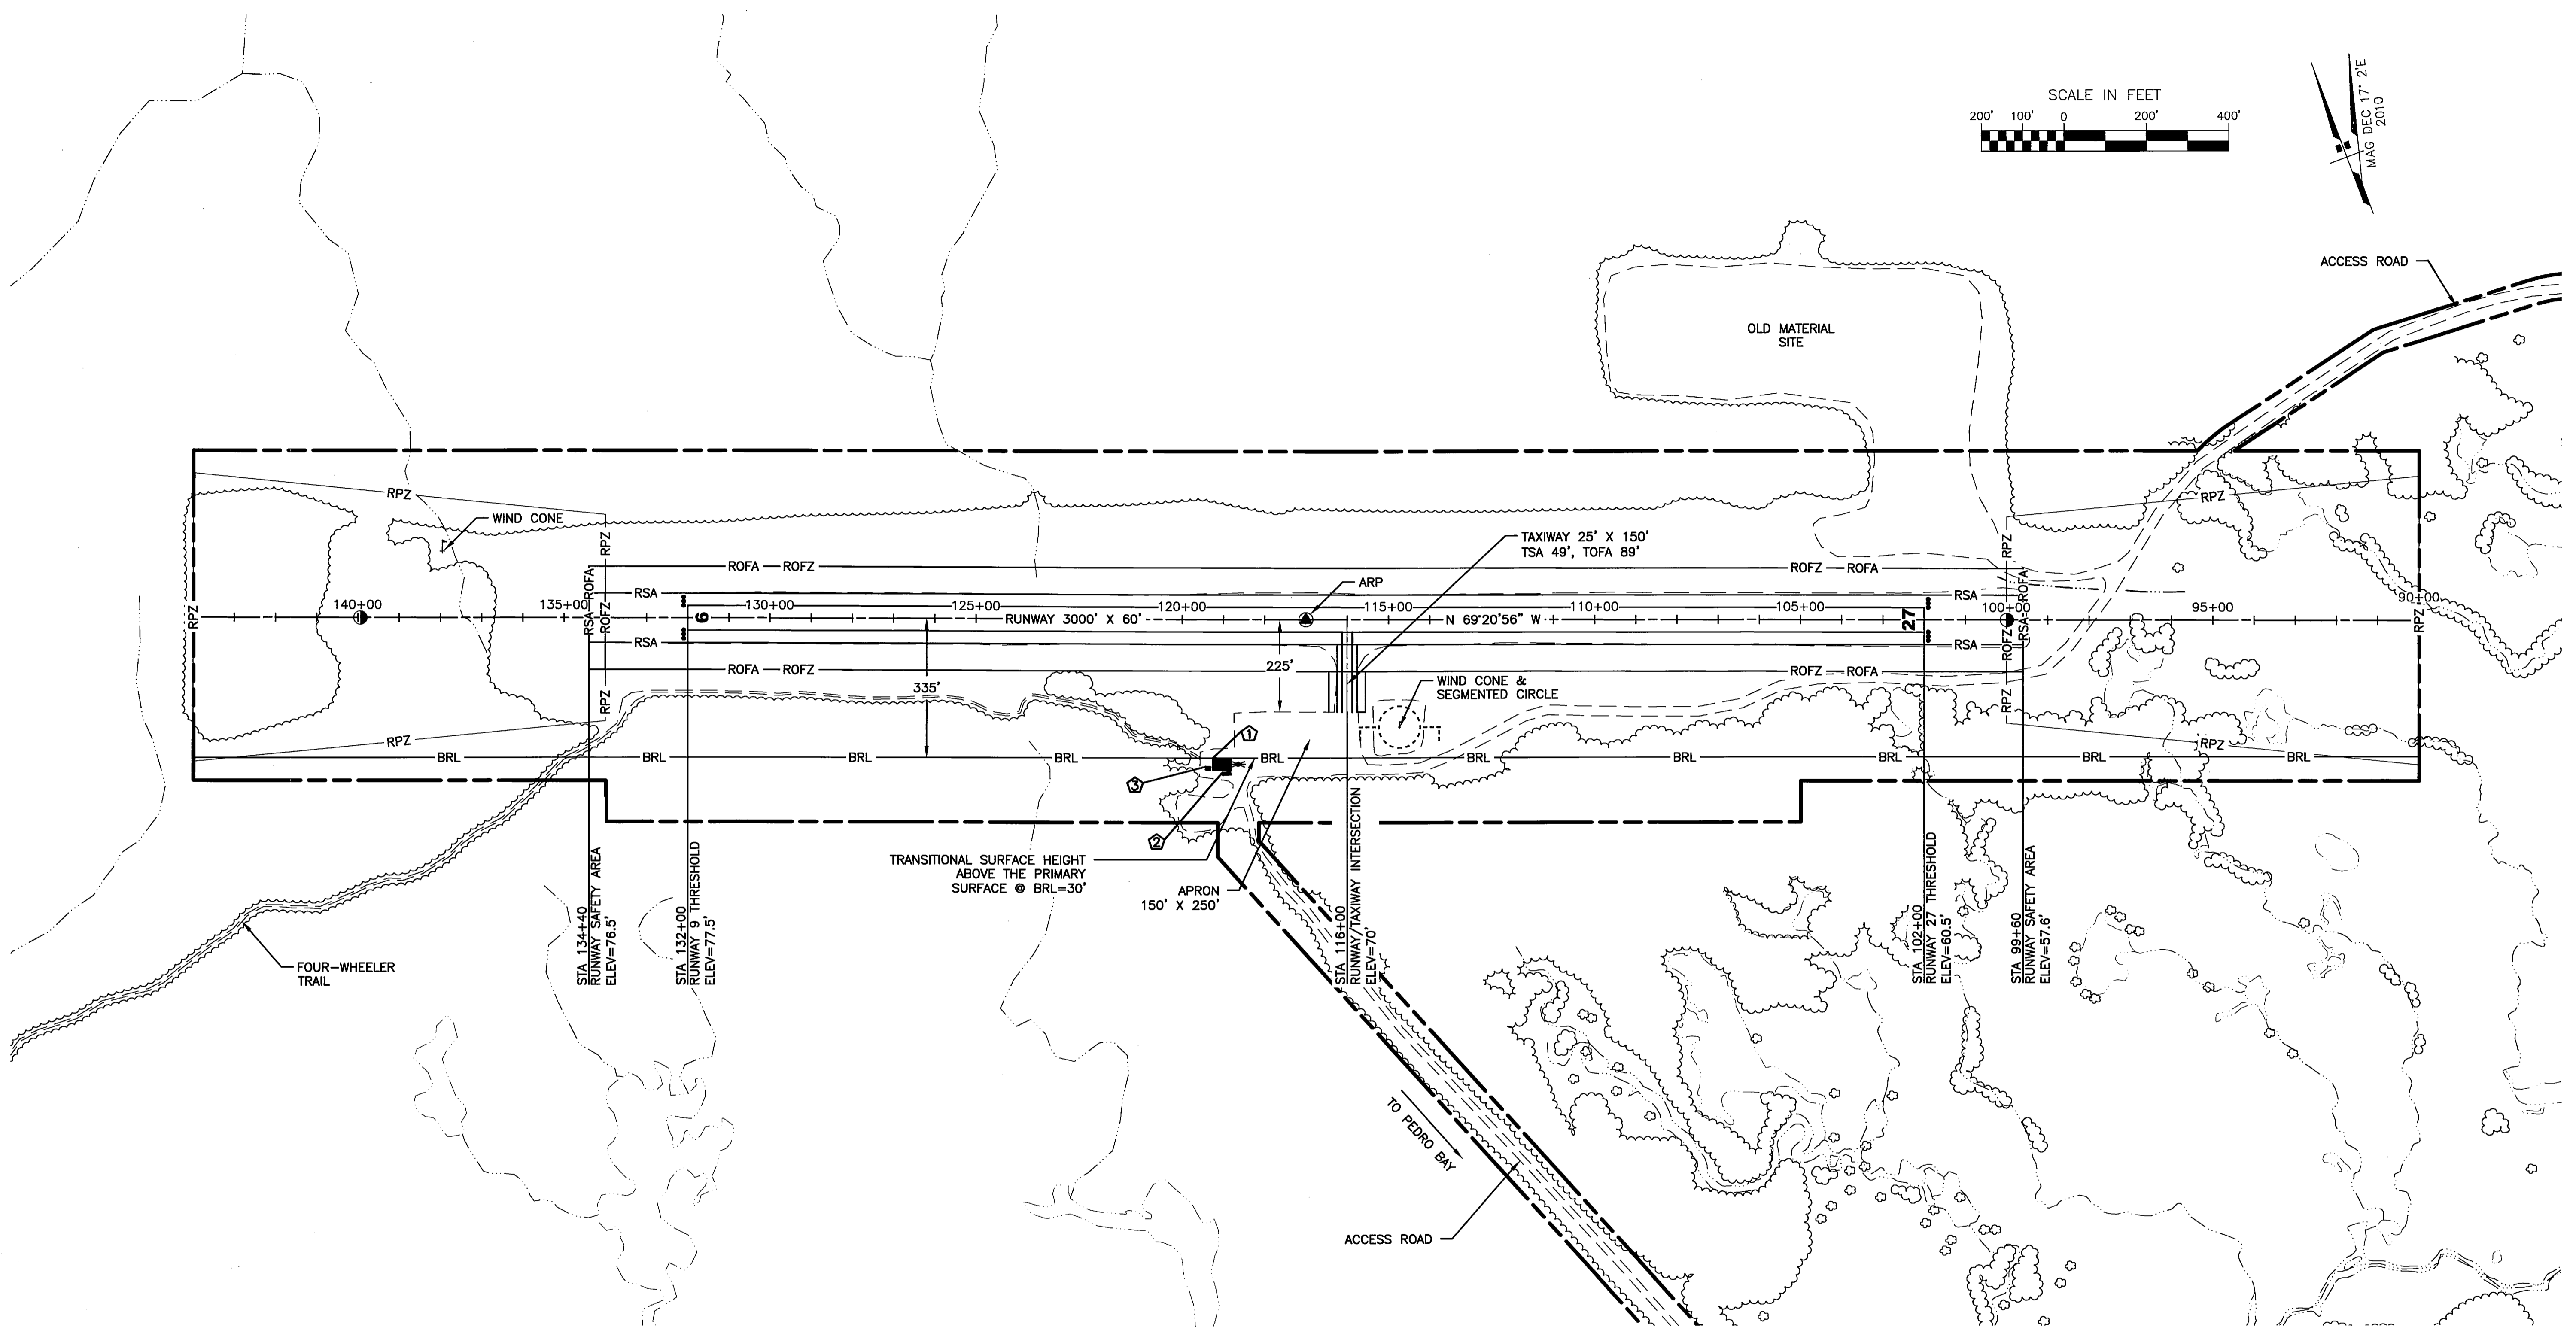 SCALE IN FEET
200' 100' 0 200' 400'
MAG DEC 17° 2'E
2010
ACCESS ROAD
OLD MATERIAL
SITE
RPZ
RPZ
WIND CONE
RPZ
RPZ
TAXIWAY 25' X 150'
TSA 49', TOFA 89'
ROFA ROFZ
ROFZ ROFA
ROFA
ROFA
ARP
RSA
RSA
140+00
135+00
130+00
125+00
120+00
115+00
110+00
105+00
100+00
95+00
90+00
RPZ
RSA
ROFZ
9
RUNWAY 3000' X 60'
N 69°20'56" W
27
ROFZ
RSA
RPZ
RSA
RSA
225'
ROFA ROFZ
ROFZ ROFA
335'
RPZ
RPZ
WIND CONE &
SEGMENTED CIRCLE
RPZ
RPZ
1
BRL
BRL
BRL
BRL
BRL
BRL
BRL
BRL
BRL
BRL
3
2
TRANSITIONAL SURFACE HEIGHT
ABOVE THE PRIMARY
SURFACE @ BRL=30'
APRON
150' X 250'
STA 134+40
RUNWAY SAFETY AREA
ELEV=76.5'
STA 132+00
RUNWAY 9 THRESHOLD
ELEV=77.5'
STA 116+00
RUNWAY/TAXIWAY INTERSECTION
ELEV=70'
STA 102+00
RUNWAY 27 THRESHOLD
ELEV=60.5'
STA 99+60
RUNWAY SAFETY AREA
ELEV=57.6'
FOUR-WHEELER
TRAIL
TO PEDRO BAY
ACCESS ROAD